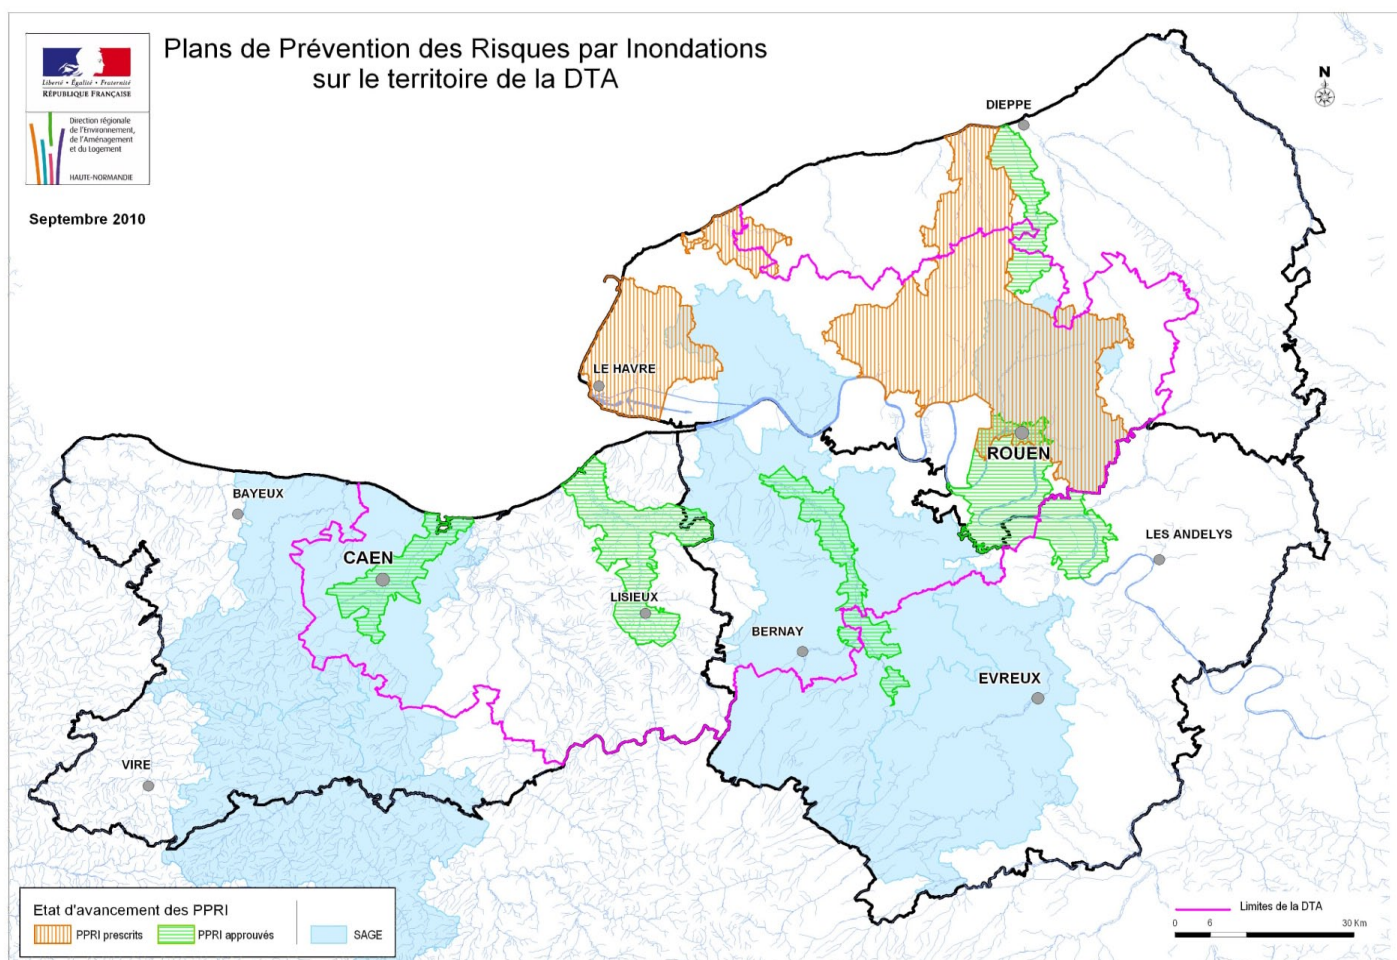 Plans de Prévention des Risques par Inondations
sur le territoire de la DTA
Liberté • Égalité • Fraternité
RÉPUBLIQUE FRANÇAISE
Direction régionale
de l'Environnement,
de l'Aménagement
et du Logement
HAUTE-NORMANDIE
Septembre 2010
N
DIEPPE
LE HAVRE
ROUEN
BAYEUX
CAEN
LISIEUX
LES ANDELYS
BERNAY
EVREUX
VIRE
Etat d'avancement des PPRI
PPRI prescrits
PPRI approuvés
SAGE
Limites de la DTA
0 6 30 Km